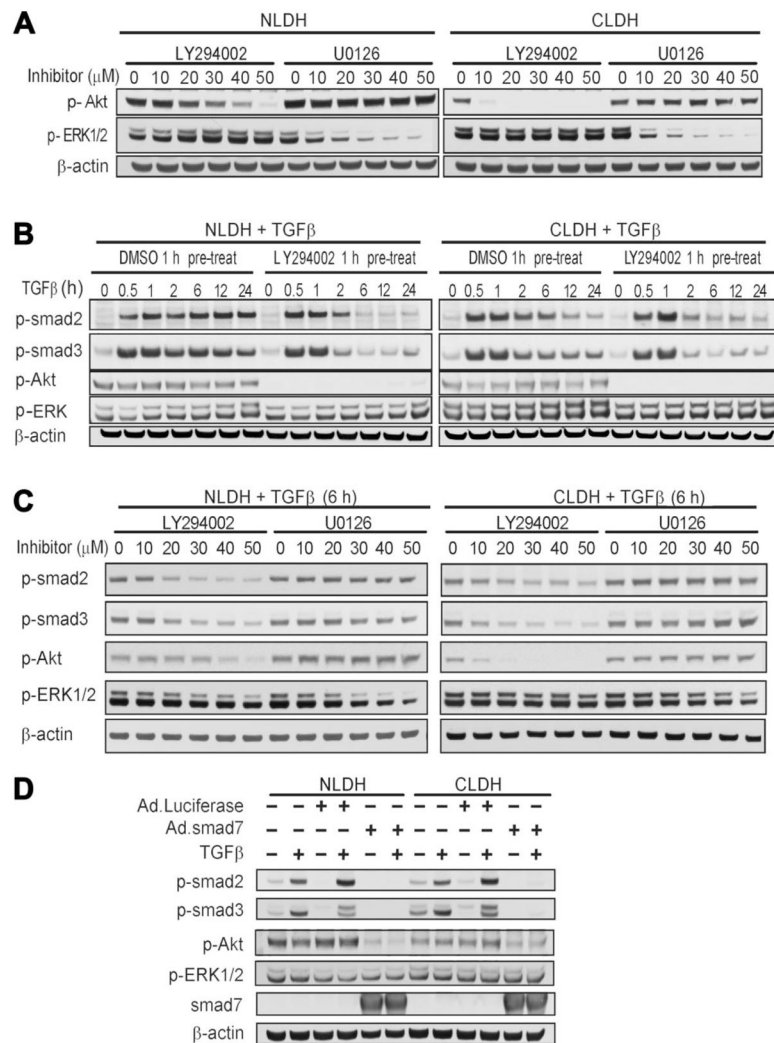 A
NLDH CLDH
LY294002 U0126 LY294002 U0126
Inhibitor (μM) 0 10 20 30 40 50 0 10 20 30 40 50 0 10 20 30 40 50 0 10 20 30 40 50
p- Akt
p-ERK1/2
β-actin
B
NLDH + TGFβ CLDH + TGFβ
DMSO 1 h pre-treat LY294002 1 h pre-treat DMSO 1 h pre-treat LY294002 1 h pre-treat
TGFβ (h) 0 0.5 1 2 6 12 24 0 0.5 1 2 6 12 24 0 0.5 1 2 6 12 24 0 0.5 1 2 6 12 24
p-smad2
p-smad3
p-Akt
p-ERK
β-actin
C
NLDH + TGFβ (6 h) CLDH + TGFβ (6 h)
LY294002 U0126 LY294002 U0126
Inhibitor (μM) 0 10 20 30 40 50 0 10 20 30 40 50 0 10 20 30 40 50 0 10 20 30 40 50
p-smad2
p-smad3
p-Akt
p-ERK1/2
β-actin
D
NLDH CLDH
Ad.Luciferase − − + + − − − − + + − −
Ad.smad7 − − − − + + − − − − + +
TGFβ − + − + − + − + − + − +
p-smad2
p-smad3
p-Akt
p-ERK1/2
smad7
β-actin